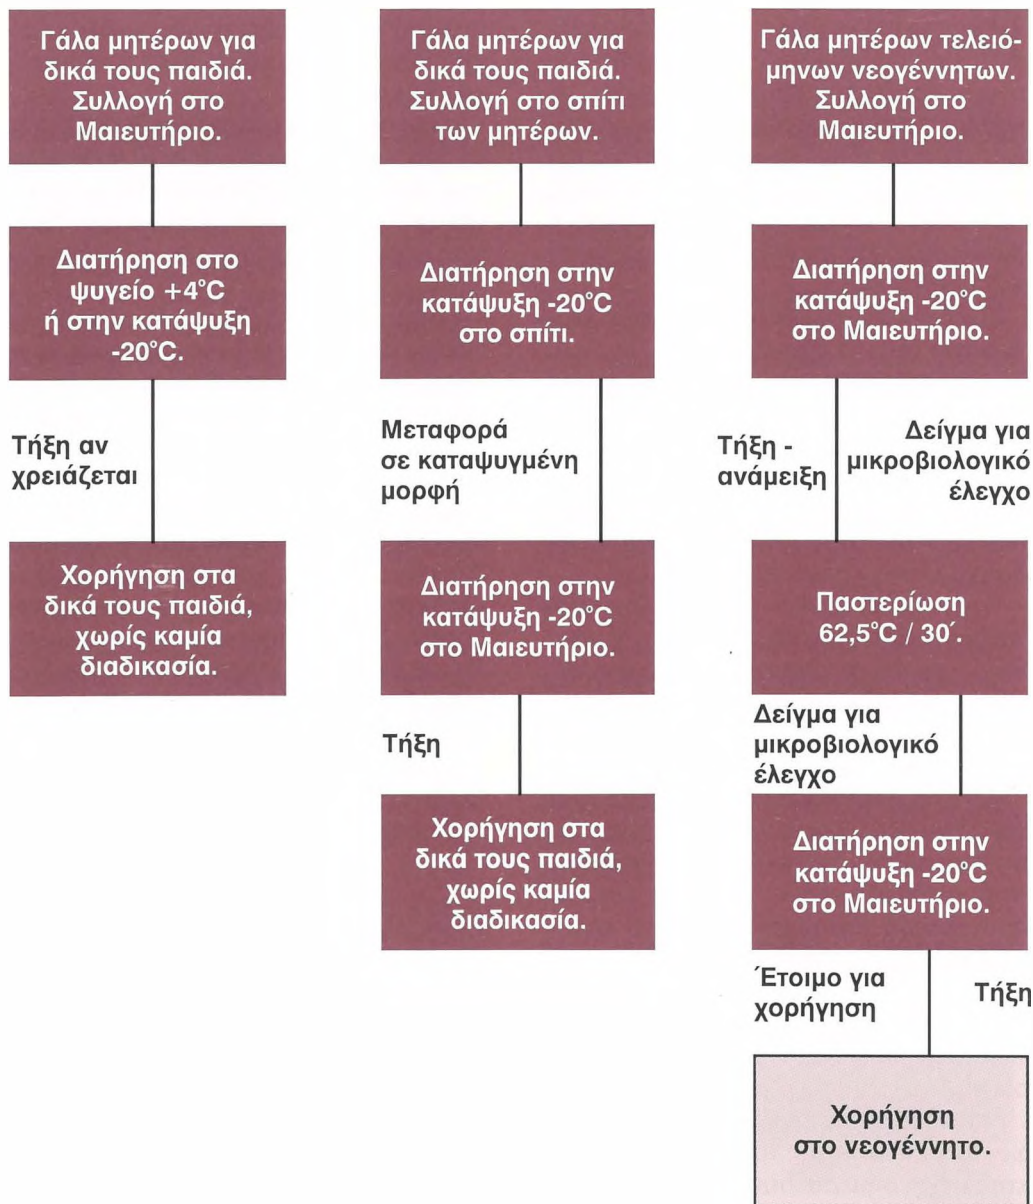 Γάλα μητέρων για
δικά τους παιδιά.
Συλλογή στο
Μαιευτήριο.
Διατήρηση στο
ψυγείο +4°C
ή στην κατάψυξη
-20°C.
Τήξη αν
χρειάζεται
Χορήγηση στα
δικά τους παιδιά,
χωρίς καμία
διαδικασία.
Γάλα μητέρων για
δικά τους παιδιά.
Συλλογή στο σπίτι
των μητέρων.
Διατήρηση στην
κατάψυξη -20°C
στο σπίτι.
Μεταφορά
σε καταψυγμένη
μορφή
Διατήρηση στην
κατάψυξη -20°C
στο Μαιευτήριο.
Τήξη
Χορήγηση στα
δικά τους παιδιά,
χωρίς καμία
διαδικασία.
Γάλα μητέρων τελειό-
μηνων νεογέννητων.
Συλλογή στο
Μαιευτήριο.
Διατήρηση στην
κατάψυξη -20°C
στο Μαιευτήριο.
Τήξη -
ανάμειξη
Δείγμα για
μικροβιολογικό
έλεγχο
Παστερίωση
62,5°C / 30΄.
Δείγμα για
μικροβιολογικό
έλεγχο
Διατήρηση στην
κατάψυξη -20°C
στο Μαιευτήριο.
Έτοιμο για
χορήγηση
Τήξη
Χορήγηση
στο νεογέννητο.